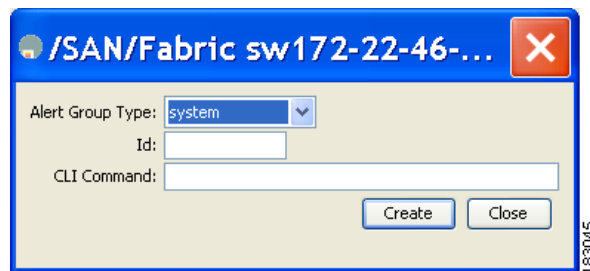 /SAN/Fabric sw172-22-46-...
Alert Group Type: system
Id:
CLI Command:
Create Close
183045